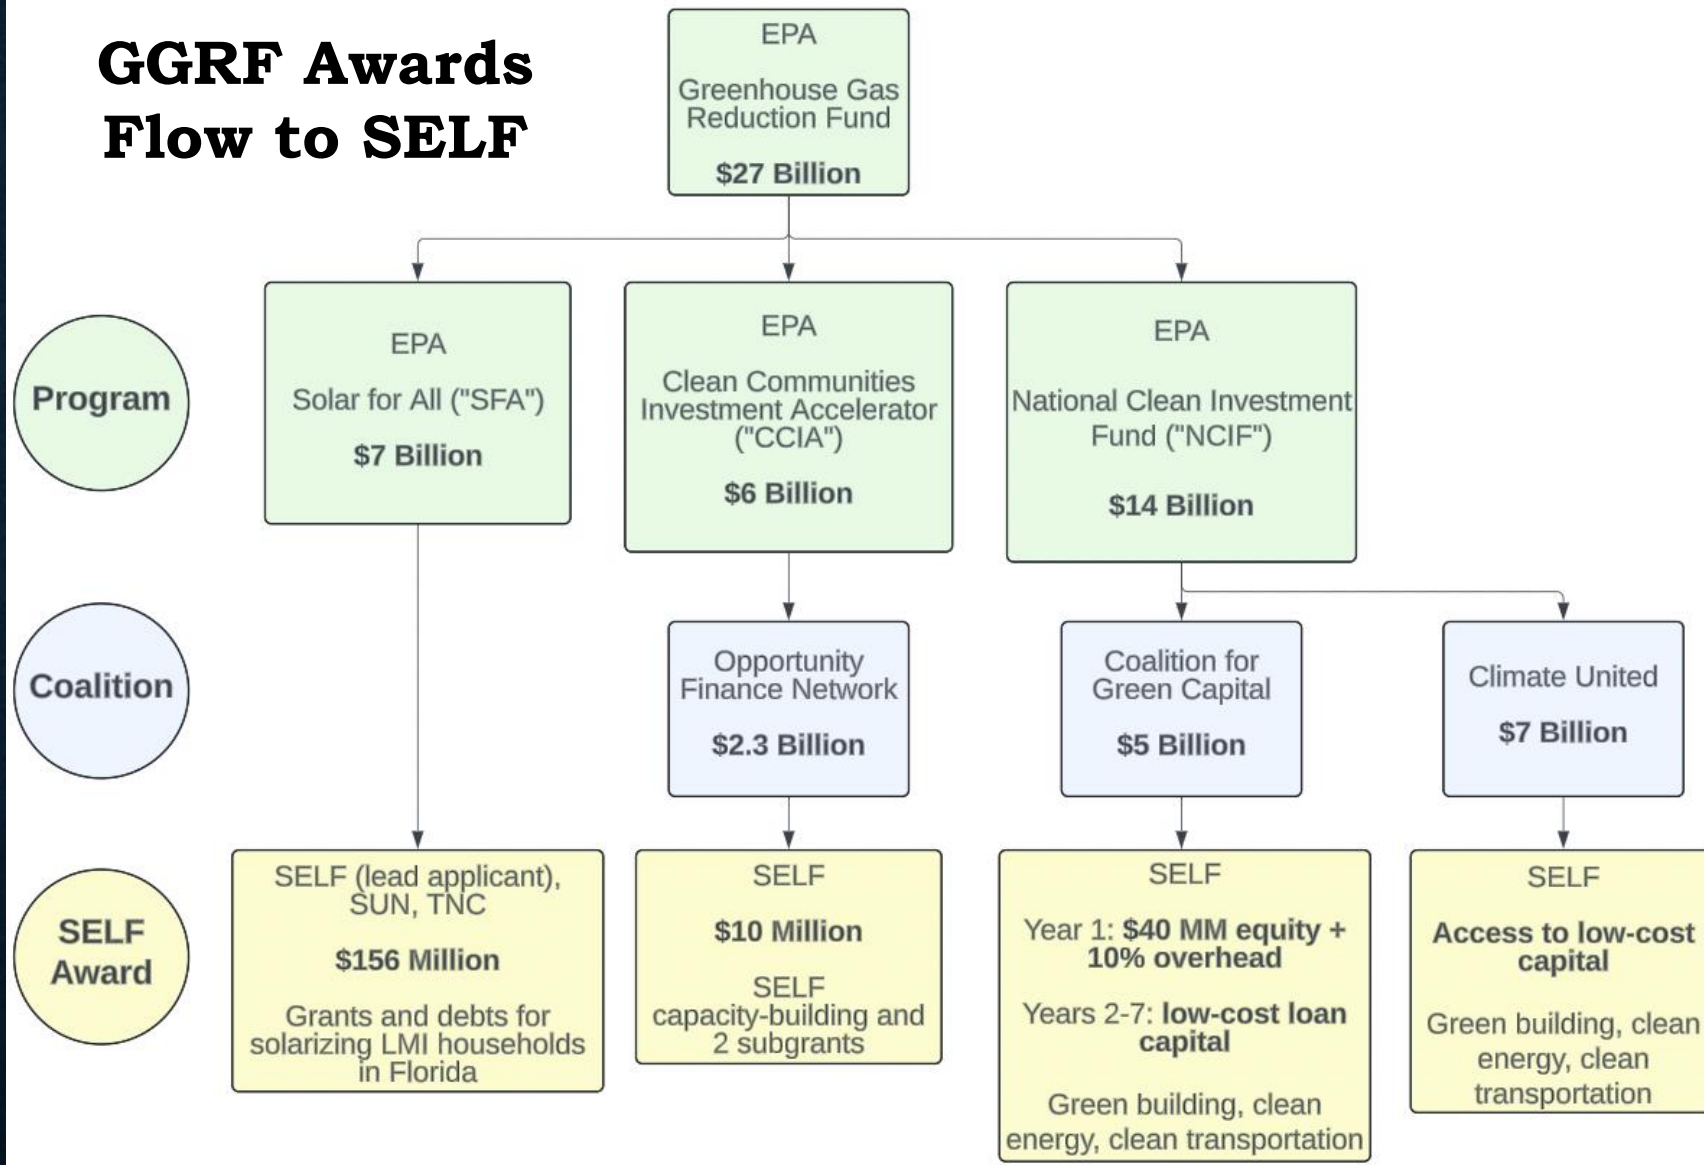 GGRF Awards
Flow to SELF
EPA
Greenhouse Gas
Reduction Fund
$27 Billion
Program
EPA
Solar for All ("SFA")
$7 Billion
EPA
Clean Communities
Investment Accelerator
("CCIA")
$6 Billion
EPA
National Clean Investment
Fund ("NCIF")
$14 Billion
Coalition
Opportunity
Finance Network
$2.3 Billion
Coalition for
Green Capital
$5 Billion
Climate United
$7 Billion
SELF
Award
SELF (lead applicant),
SUN, TNC
$156 Million
Grants and debts for
solarizing LMI households
in Florida
SELF
$10 Million
SELF
capacity-building and
2 subgrants
SELF
Year 1: $40 MM equity +
10% overhead
Years 2-7: low-cost loan
capital
Green building, clean
energy, clean transportation
SELF
Access to low-cost
capital
Green building, clean
energy, clean
transportation